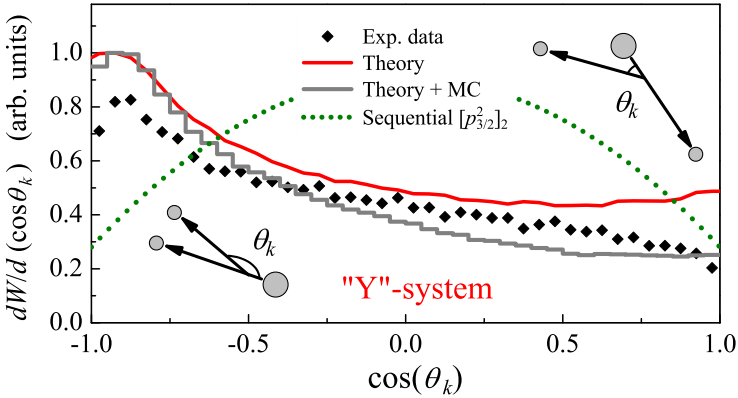 dW/d (cosθk) (arb. units)
1.0
0.8
0.6
0.4
0.2
0.0
Exp. data
Theory
Theory + MC
Sequential [p²3/2]2
θk
θk
"Y"-system
-1.0 -0.5 0.0 0.5 1.0
cos(θk)